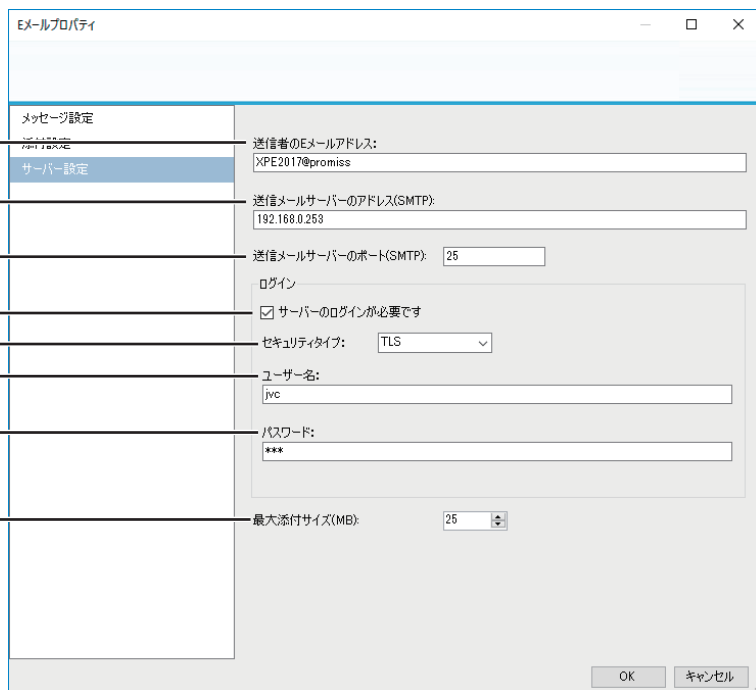 Eメールプロパティ
メッセージ設定
添付設定
サーバー設定
送信者のEメールアドレス:
XPE2017@promiss
送信メールサーバーのアドレス(SMTP):
192.168.0.253
送信メールサーバーのポート(SMTP): 25
ログイン
サーバーのログインが必要です
セキュリティタイプ: TLS
ユーザー名:
jvc
パスワード:
***
最大添付サイズ(MB): 25
OK キャンセル